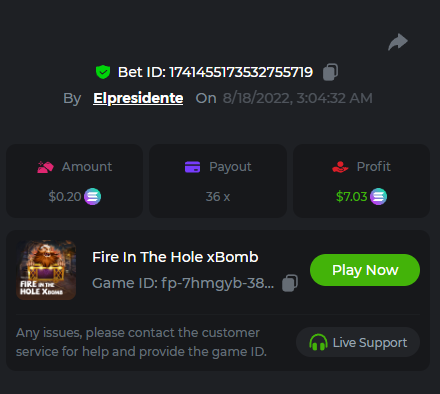 Bet ID: 1741455173532755719
By Elpresidente On 8/18/2022, 3:04:32 AM
Amount Payout Profit
$0.20 36 x $7.03
FIRE IN THE HOLE XBOMB
Fire In The Hole xBomb
Game ID: fp-7hmgyb-38...
Play Now
Any issues, please contact the customer
service for help and provide the game ID.
Live Support